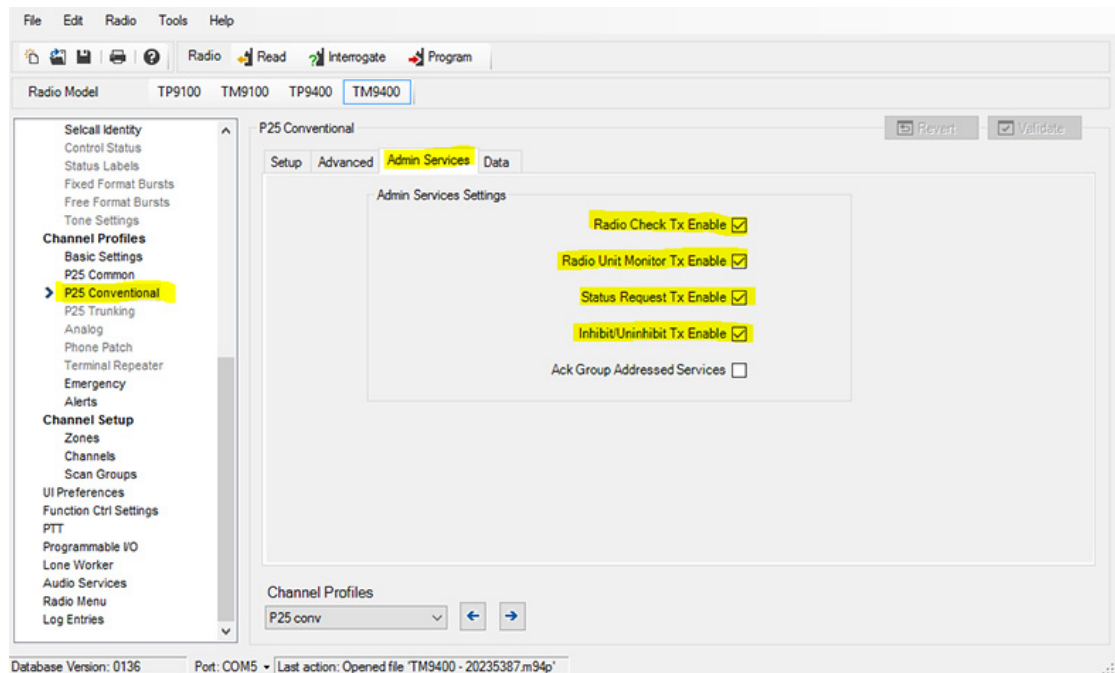 File Edit Radio Tools Help
Radio Read Interrogate Program
Radio Model TP9100 TM9100 TP9400 TM9400
Selcall Identity
Control Status
Status Labels
Fixed Format Bursts
Free Format Bursts
Tone Settings
Channel Profiles
Basic Settings
P25 Common
P25 Conventional
P25 Trunking
Analog
Phone Patch
Terminal Repeater
Emergency
Alerts
Channel Setup
Zones
Channels
Scan Groups
UI Preferences
Function Ctrl Settings
PTT
Programmable I/O
Lone Worker
Audio Services
Radio Menu
Log Entries
P25 Conventional
Revert Validate
Setup Advanced Admin Services Data
Admin Services Settings
Radio Check Tx Enable
Radio Unit Monitor Tx Enable
Status Request Tx Enable
Inhibit/Uninhibit Tx Enable
Ack Group Addressed Services
Channel Profiles
P25 conv
Database Version: 0136 Port: COM5 Last action: Opened file 'TM9400 - 20235387.m94p'